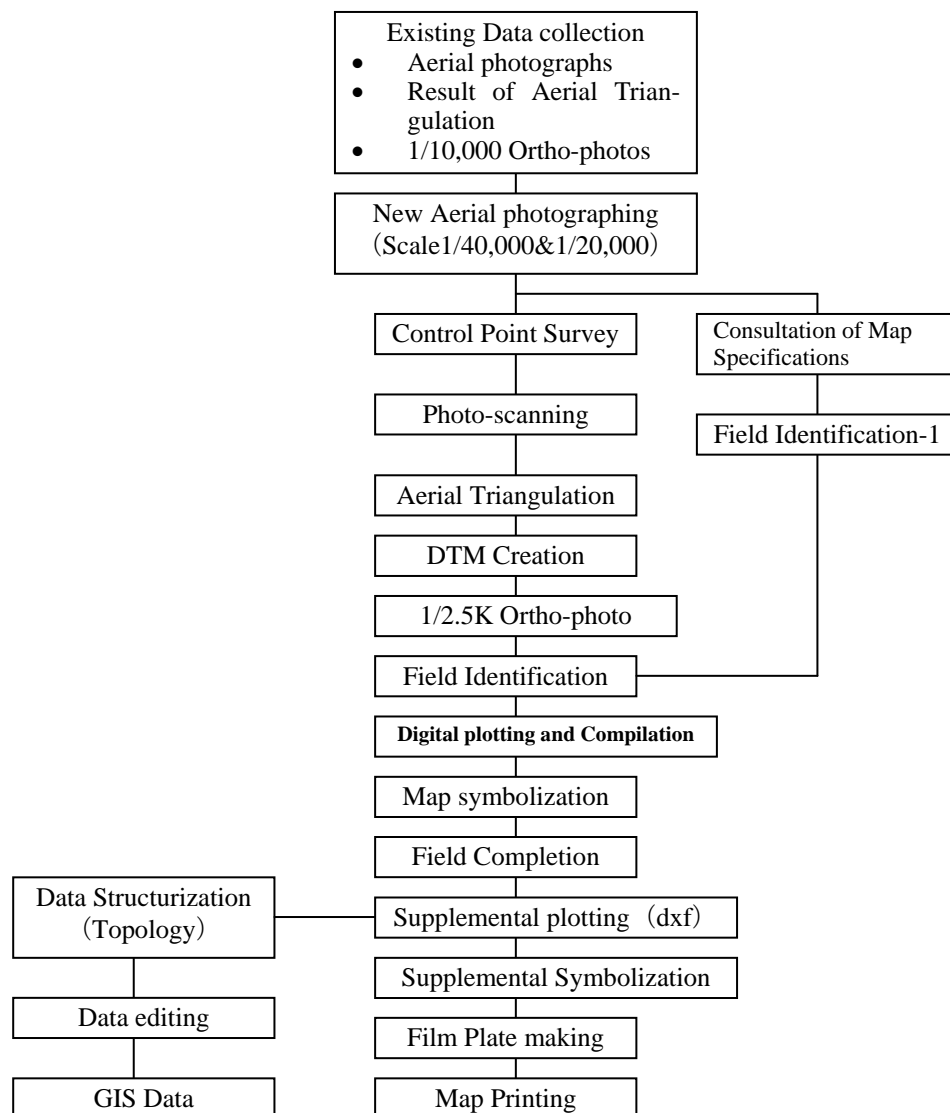 Existing Data collection
• Aerial photographs
• Result of Aerial Trian-
gulation
• 1/10,000 Ortho-photos
New Aerial photographing
（Scale1/40,000&1/20,000）
Control Point Survey
Consultation of Map
Specifications
Photo-scanning
Field Identification-1
Aerial Triangulation
DTM Creation
1/2.5K Ortho-photo
Field Identification
Digital plotting and Compilation
Map symbolization
Field Completion
Data Structurization
（Topology）
Supplemental plotting（dxf）
Supplemental Symbolization
Data editing
Film Plate making
GIS Data
Map Printing